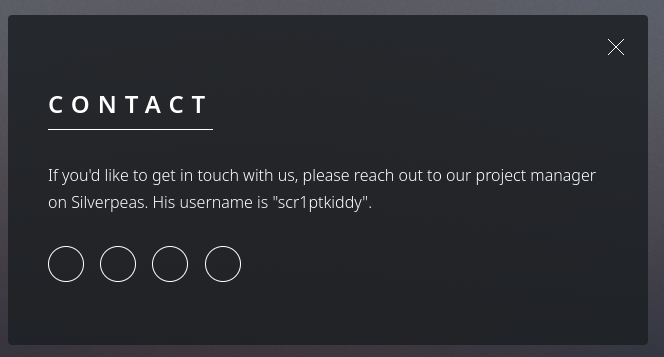 CONTACT
If you'd like to get in touch with us, please reach out to our project manager
on Silverpeas. His username is "scr1ptkiddy".